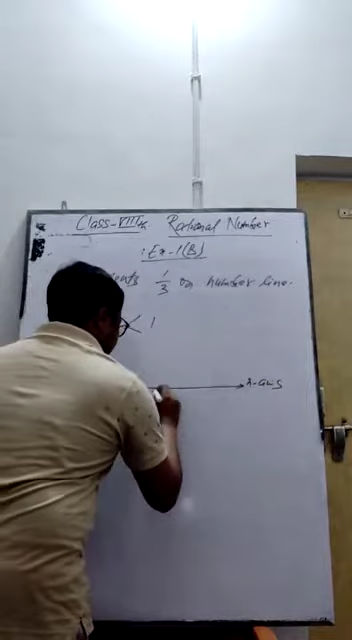 Class-VIIIth Rational Number
: Ex-1(B)
1/3 on number line.
< 1
x-axis